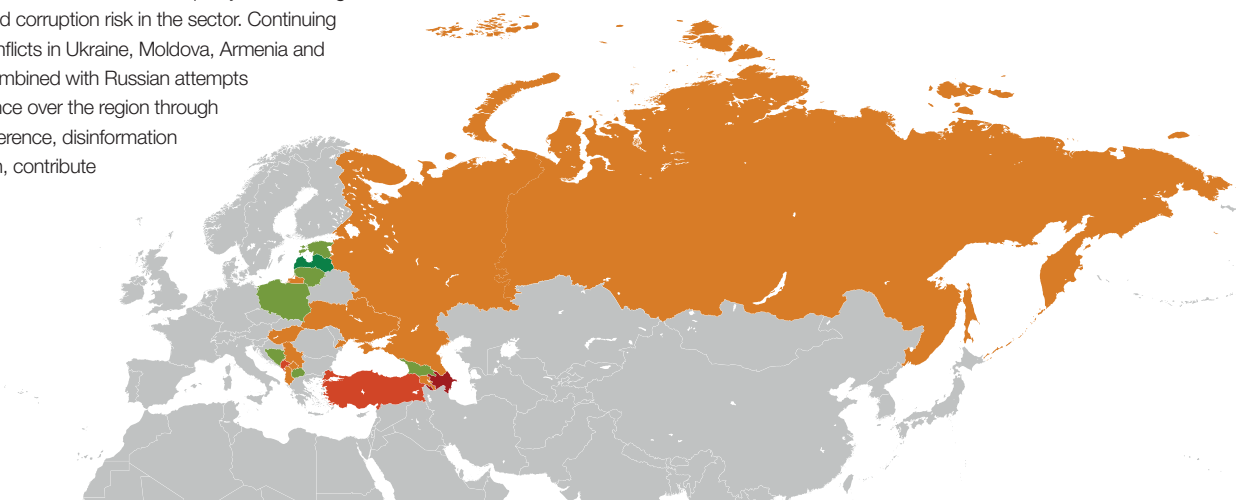 d corruption risk in the sector. Continuing
nflicts in Ukraine, Moldova, Armenia and
mbined with Russian attempts
nce over the region through
erence, disinformation
n, contribute